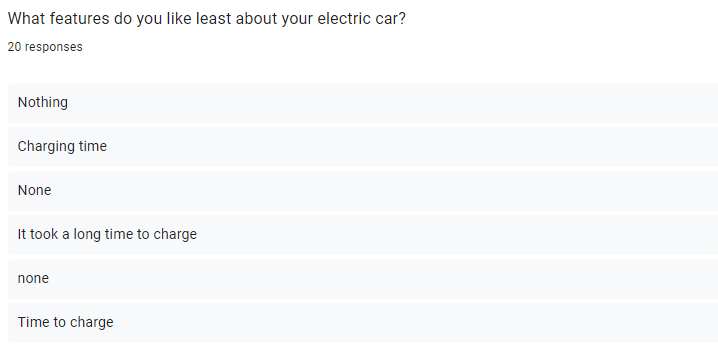 What features do you like least about your electric car?
20 responses
Nothing
Charging time
None
It took a long time to charge
none
Time to charge